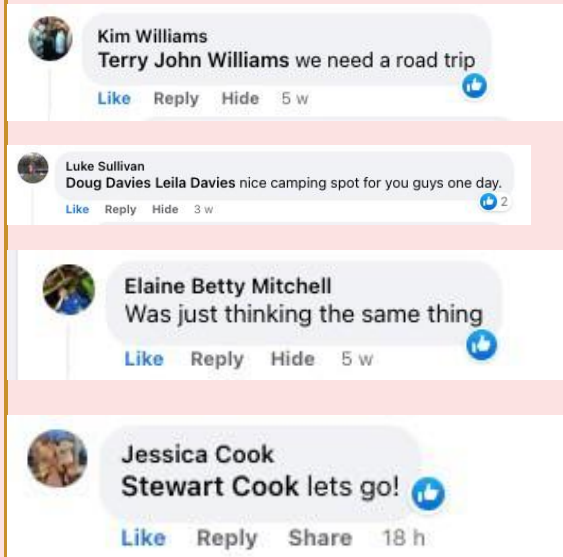 Kim Williams
Terry John Williams we need a road trip
Like Reply Hide 5 w
Luke Sullivan
Doug Davies Leila Davies nice camping spot for you guys one day.
Like Reply Hide 3 w
2
Elaine Betty Mitchell
Was just thinking the same thing
Like Reply Hide 5 w
Jessica Cook
Stewart Cook lets go!
Like Reply Share 18 h